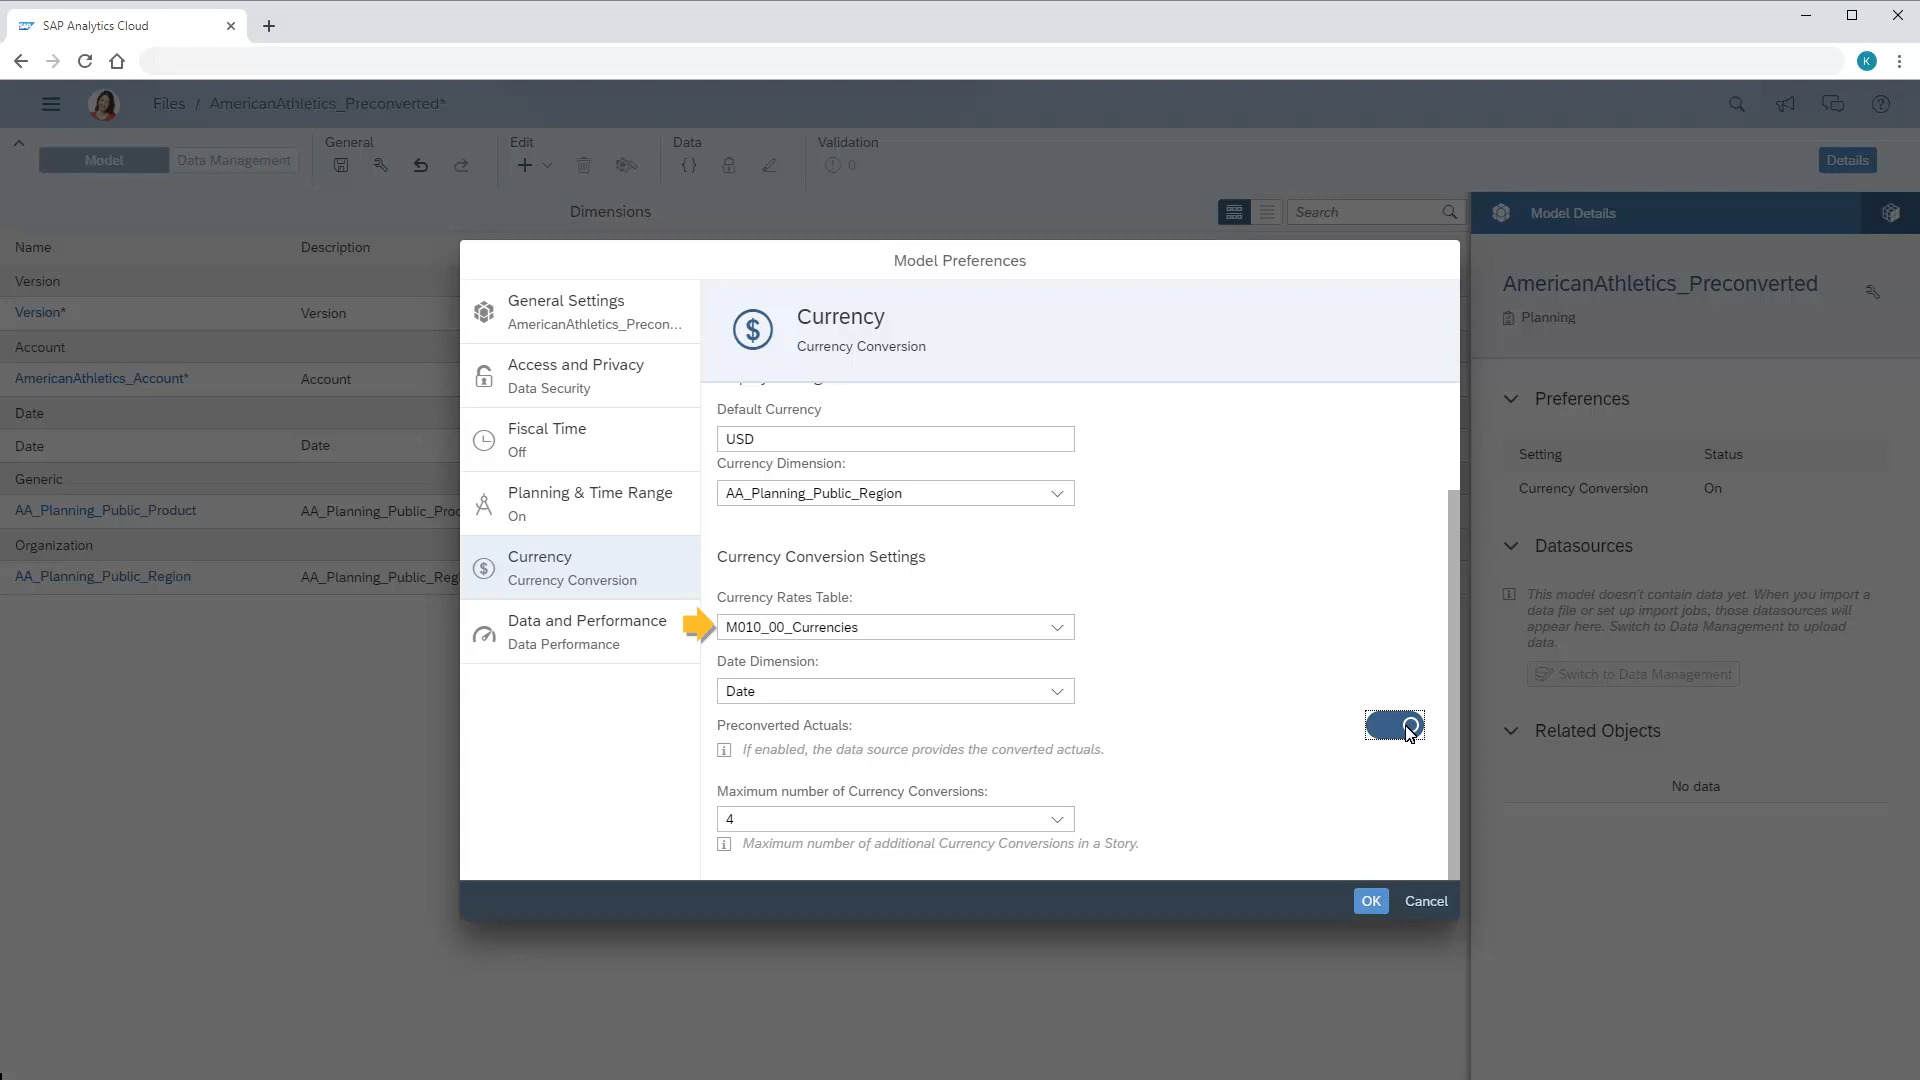 SAP Analytics Cloud
K
Files / AmericanAthletics_Preconverted*
Model
Data Management
General
Edit
Data
Validation
0
Details
Dimensions
Search
Name
Description
Version
Version*
Version
Account
AmericanAthletics_Account*
Account
Date
Date
Date
Generic
AA_Planning_Public_Product
AA_Planning_Public_Proc
Organization
AA_Planning_Public_Region
AA_Planning_Public_Reg
Model Preferences
General Settings
AmericanAthletics_Precon...
Access and Privacy
Data Security
Fiscal Time
Off
Planning & Time Range
On
Currency
Currency Conversion
Data and Performance
Data Performance
Currency
Currency Conversion
Default Currency
USD
Currency Dimension:
AA_Planning_Public_Region
Currency Conversion Settings
Currency Rates Table:
M010_00_Currencies
Date Dimension:
Date
Preconverted Actuals:
If enabled, the data source provides the converted actuals.
Maximum number of Currency Conversions:
4
Maximum number of additional Currency Conversions in a Story.
OK
Cancel
Model Details
AmericanAthletics_Preconverted
Planning
Preferences
Setting
Status
Currency Conversion
On
Datasources
This model doesn't contain data yet. When you import a
data file or set up import jobs, those datasources will
appear here. Switch to Data Management to upload
data.
Switch to Data Management
Related Objects
No data